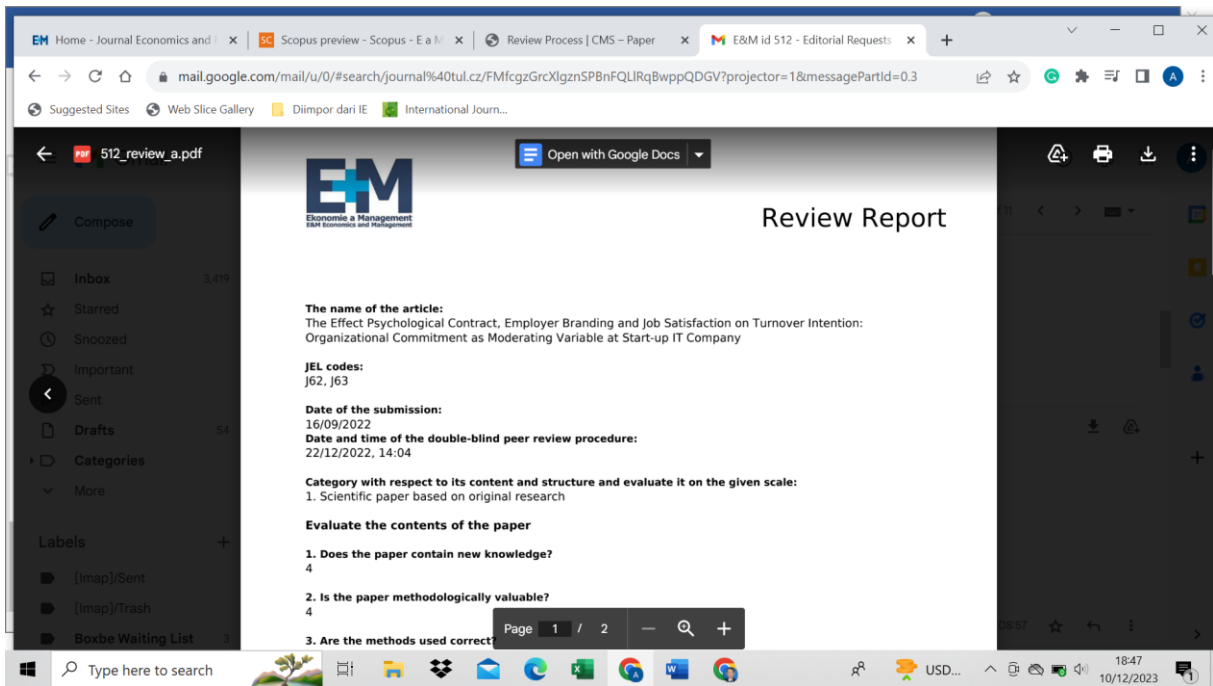 EM Home - Journal Economics and
SC Scopus preview - Scopus - E a M
Review Process | CMS – Paper
E&M id 512 - Editorial Requests
mail.google.com/mail/u/0/#search/journal%40tul.cz/FMfcgzGrcXlgznSPBnFQLlRqBwppQDGV?projector=1&messagePartId=0.3
A
Suggested Sites
Web Slice Gallery
Diimpor dari IE
International Journ...
PDF 512_review_a.pdf
Open with Google Docs
Compose
Inbox 3,419
Starred
Snoozed
Important
Sent
Drafts 54
Categories
More
Labels
[Imap]/Sent
[Imap]/Trash
Boxbe Waiting List 3
E+M
Ekonomie a Management
E&M Economics and Management
Review Report
The name of the article:
The Effect Psychological Contract, Employer Branding and Job Satisfaction on Turnover Intention:
Organizational Commitment as Moderating Variable at Start-up IT Company
JEL codes:
J62, J63
Date of the submission:
16/09/2022
Date and time of the double-blind peer review procedure:
22/12/2022, 14:04
Category with respect to its content and structure and evaluate it on the given scale:
1. Scientific paper based on original research
Evaluate the contents of the paper
1. Does the paper contain new knowledge?
4
2. Is the paper methodologically valuable?
4
3. Are the methods used correct?
Page 1 / 2
Type here to search
USD...
18:47
10/12/2023